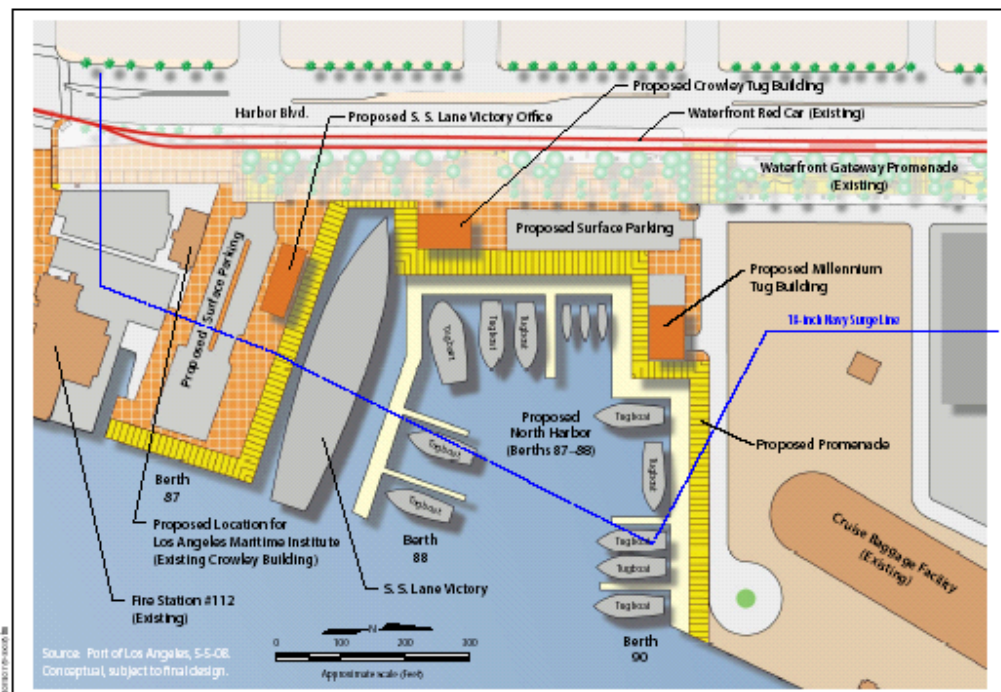 Proposed Crowley Tug Building
Harbor Blvd.
Proposed S. S. Lane Victory Office
Waterfront Red Car (Existing)
Waterfront Gateway Promenade
(Existing)
Proposed Surface Parking
Proposed Surface Parking
Proposed Millennium
Tug Building
18-inch Navy Surge Line
Tugboat
Tugboat
Tugboat
Proposed
North Harbor
(Berths 87–88)
Tugboat
Tugboat
Proposed Promenade
Tugboat
Tugboat
Berth
87
Proposed Location for
Los Angeles Maritime Institute
(Existing Crowley Building)
Berth
88
Tugboat
Tugboat
Cruise Baggage Facility
(Existing)
S. S. Lane Victory
Fire Station #112
(Existing)
Tugboat
Berth
90
N
0 100 200 300
Approximate scale (Feet)
Source: Port of Los Angeles, 5-5-08.
Conceptual, subject to final design.